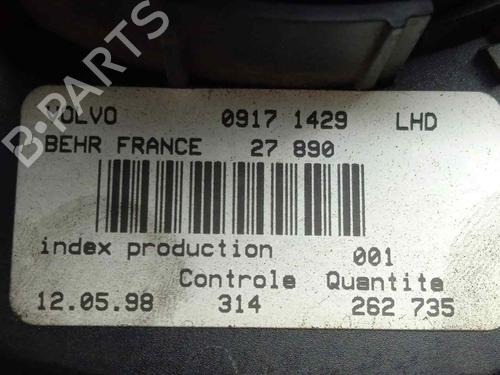 VOLVO 0917 1429 LHD
BEHR FRANCE 27 890
index production 001
Controle Quantite
12.05.98 314 262 735
B-PARTS